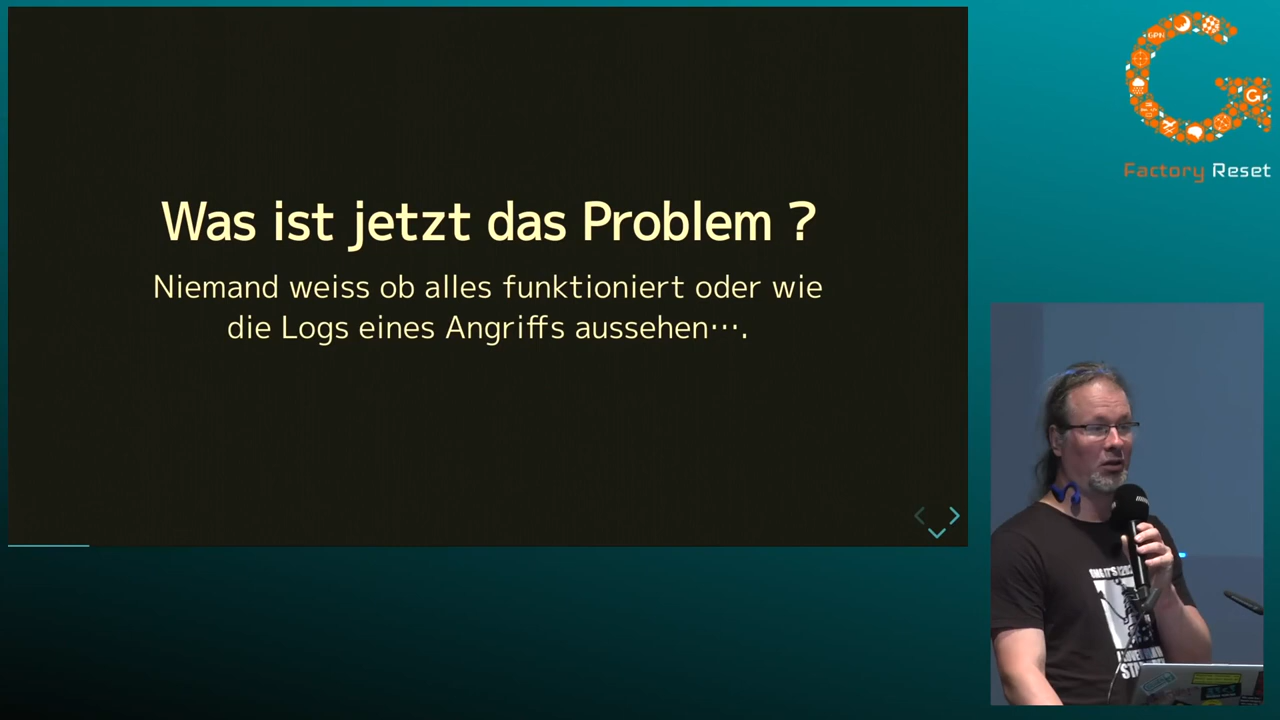 Was ist jetzt das Problem ?
Niemand weiss ob alles funktioniert oder wie
die Logs eines Angriffs aussehen….
GPN
Factory Reset